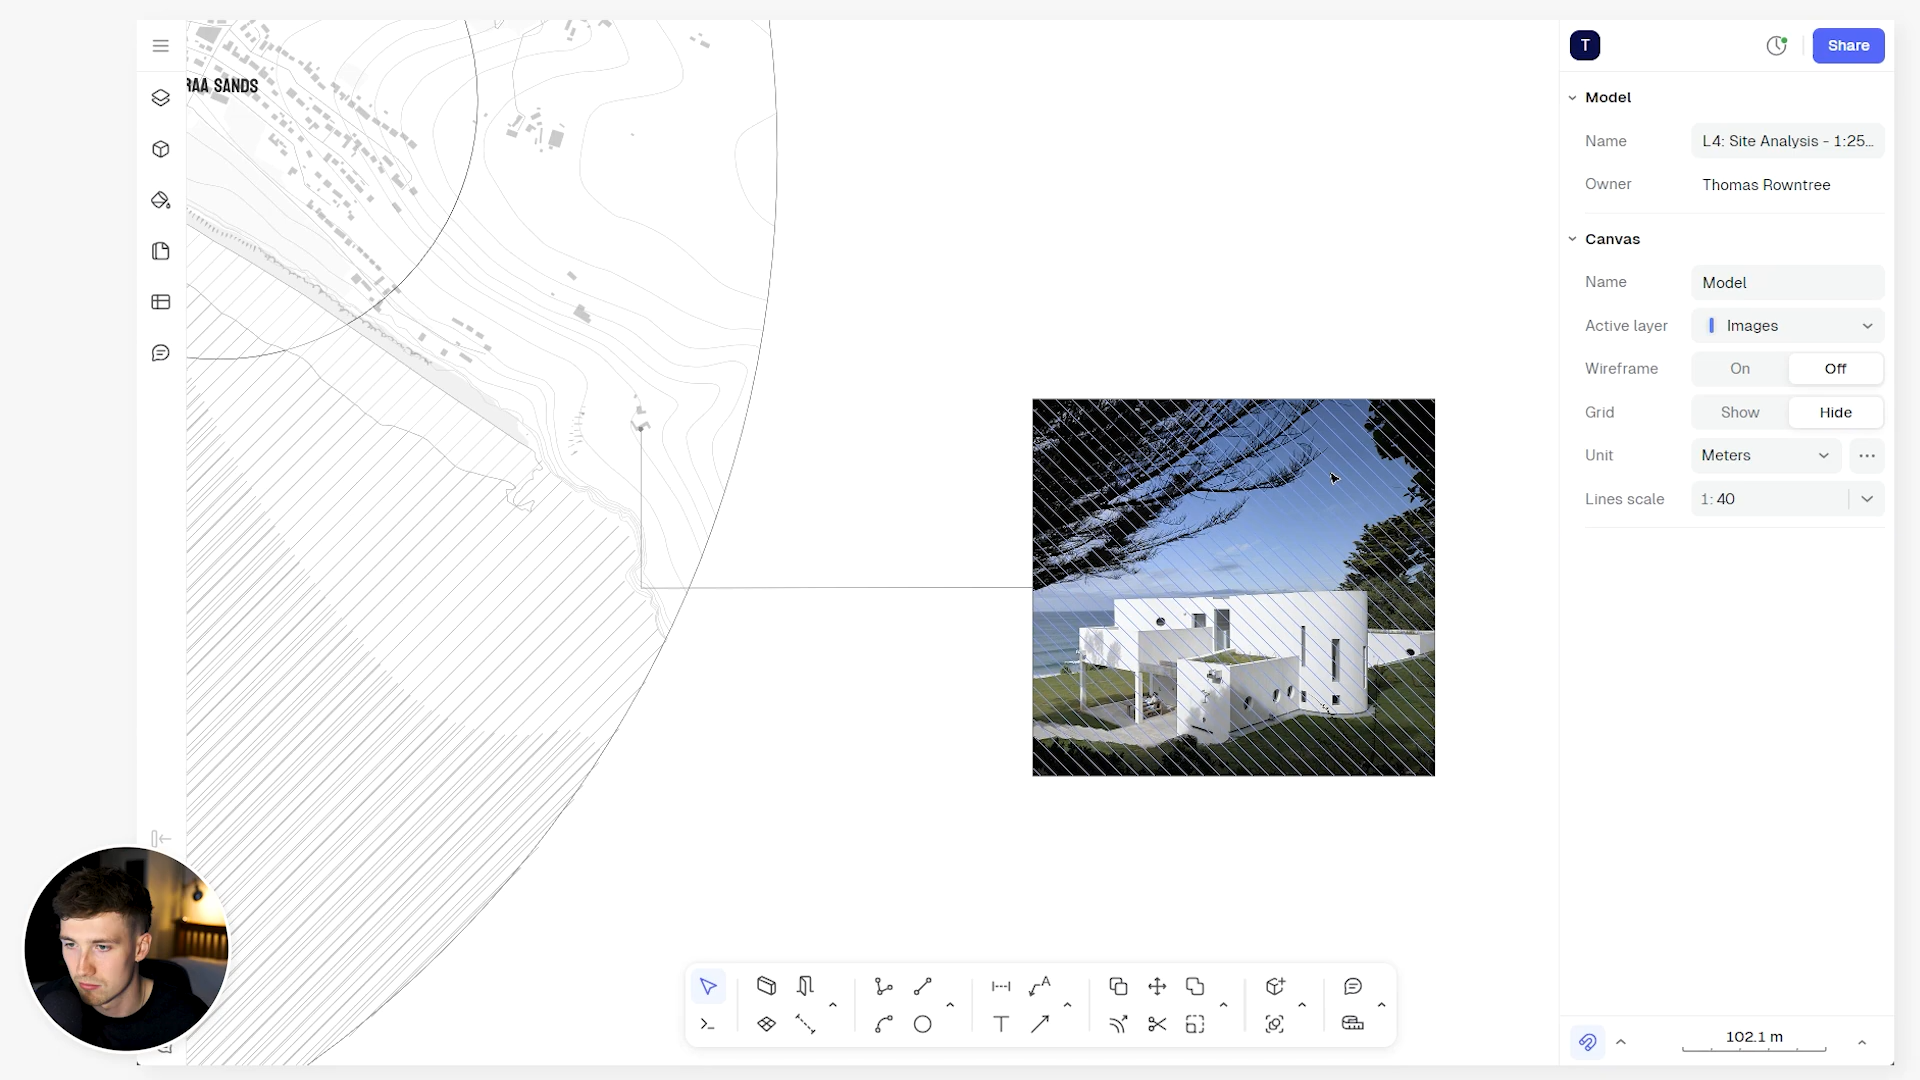 RAA SANDS
T
Share
Model
Name
L4: Site Analysis - 1:25...
Owner
Thomas Rowntree
Canvas
Name
Model
Active layer
Images
Wireframe
On
Off
Grid
Show
Hide
Unit
Meters
Lines scale
1: 40
102.1 m